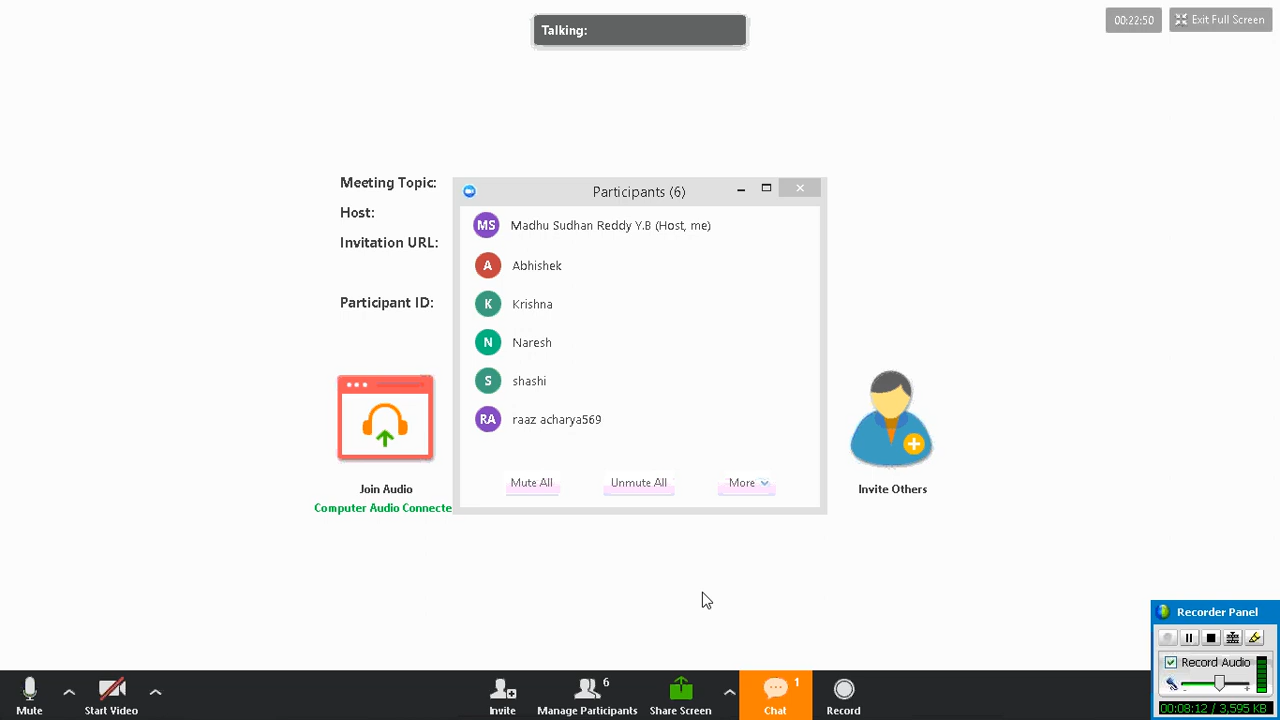 Talking:
00:22:50
Exit Full Screen
Meeting Topic:
Host:
Invitation URL:
Participant ID:
Participants (6)
MS Madhu Sudhan Reddy Y.B (Host, me)
A Abhishek
K Krishna
N Naresh
S shashi
RA raaz acharya569
Mute All Unmute All More
Join Audio
Computer Audio Connecte
Invite Others
Recorder Panel
Record Audio
00:08:12 / 3,595 KB
Mute
Start Video
Invite
6
Manage Participants
Share Screen
1
Chat
Record